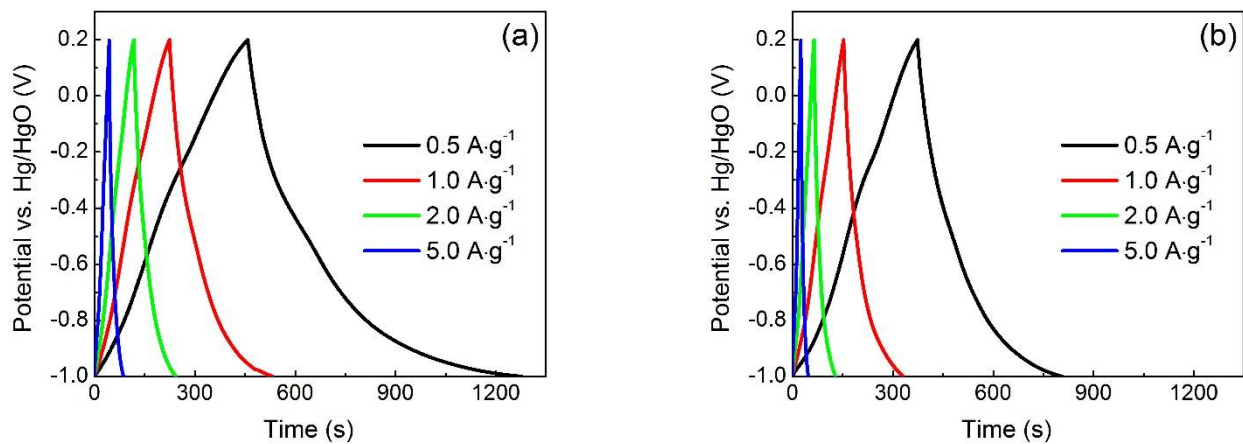 (a)
Potential vs. Hg/HgO (V)
0.2
0.0
-0.2
-0.4
-0.6
-0.8
-1.0
0.5 A·g⁻¹
1.0 A·g⁻¹
2.0 A·g⁻¹
5.0 A·g⁻¹
0 300 600 900 1200
Time (s)
(b)
Potential vs. Hg/HgO (V)
0.2
0.0
-0.2
-0.4
-0.6
-0.8
-1.0
0.5 A·g⁻¹
1.0 A·g⁻¹
2.0 A·g⁻¹
5.0 A·g⁻¹
0 300 600 900 1200
Time (s)